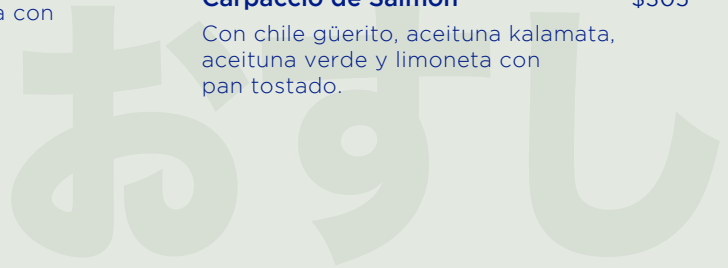 a con
Carpaccio de Salmón
Con chile güerito, aceituna kalamata,
aceituna verde y limoneta con
pan tostado.
おすし